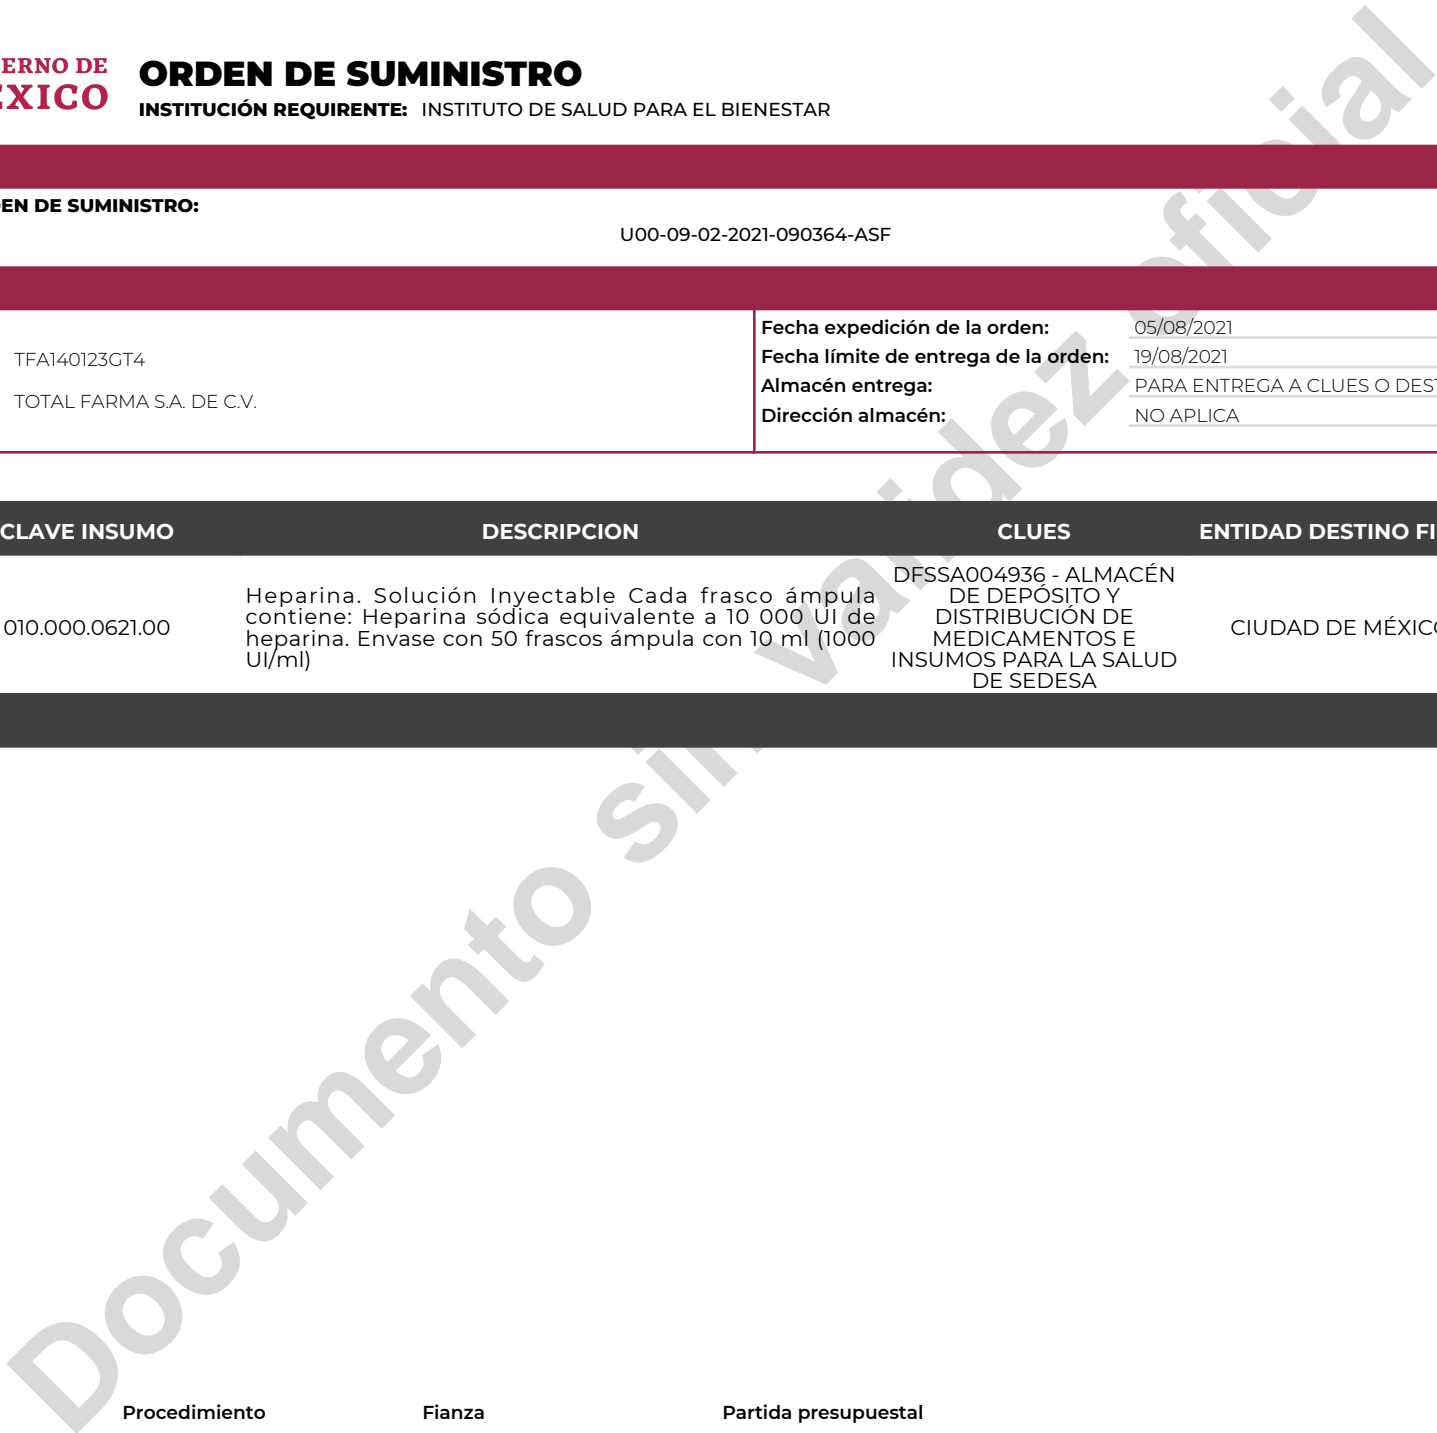 ERNO DE
ÉXICO
ORDEN DE SUMINISTRO
INSTITUCIÓN REQUIRENTE: INSTITUTO DE SALUD PARA EL BIENESTAR
EN DE SUMINISTRO:
U00-09-02-2021-090364-ASF
TFA140123GT4
TOTAL FARMA S.A. DE C.V.
Fecha expedición de la orden: 05/08/2021
Fecha límite de entrega de la orden: 19/08/2021
Almacén entrega: PARA ENTREGA A CLUES O DEST
Dirección almacén: NO APLICA
CLAVE INSUMO DESCRIPCION CLUES ENTIDAD DESTINO FI
010.000.0621.00
Heparina. Solución Inyectable Cada frasco ámpula
contiene: Heparina sódica equivalente a 10 000 UI de
heparina. Envase con 50 frascos ámpula con 10 ml (1000
UI/ml)
DFSSA004936 - ALMACÉN
DE DEPÓSITO Y
DISTRIBUCIÓN DE
MEDICAMENTOS E
INSUMOS PARA LA SALUD
DE SEDESA
CIUDAD DE MÉXICO
Documento sin validez oficial
Procedimiento Fianza Partida presupuestal